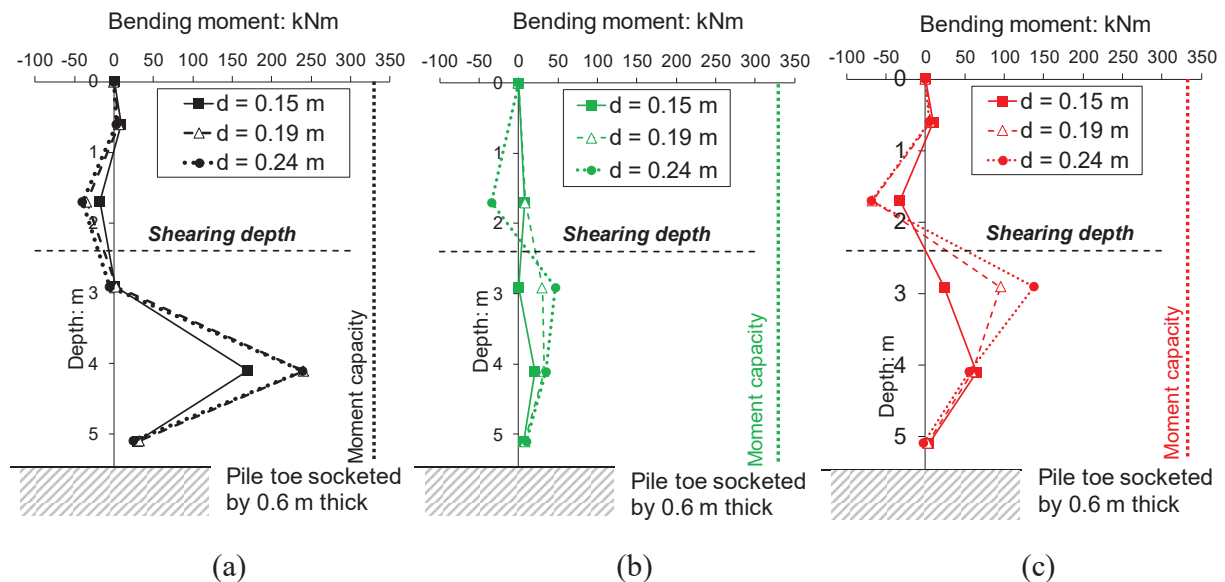 Bending moment: kNm
-100 -50 0 50 100 150 200 250 300 350
0
1
2
3
4
5
Depth: m
d = 0.15 m
d = 0.19 m
d = 0.24 m
Shearing depth
Moment capacity
Pile toe socketed
by 0.6 m thick
(a)
Bending moment: kNm
-100 -50 0 50 100 150 200 250 300 350
0
1
2
3
4
5
Depth: m
d = 0.15 m
d = 0.19 m
d = 0.24 m
Shearing depth
Moment capacity
Pile toe socketed
by 0.6 m thick
(b)
Bending moment: kNm
-100 -50 0 50 100 150 200 250 300 350
0
1
2
3
4
5
Depth: m
d = 0.15 m
d = 0.19 m
d = 0.24 m
Shearing depth
Moment capacity
Pile toe socketed
by 0.6 m thick
(c)